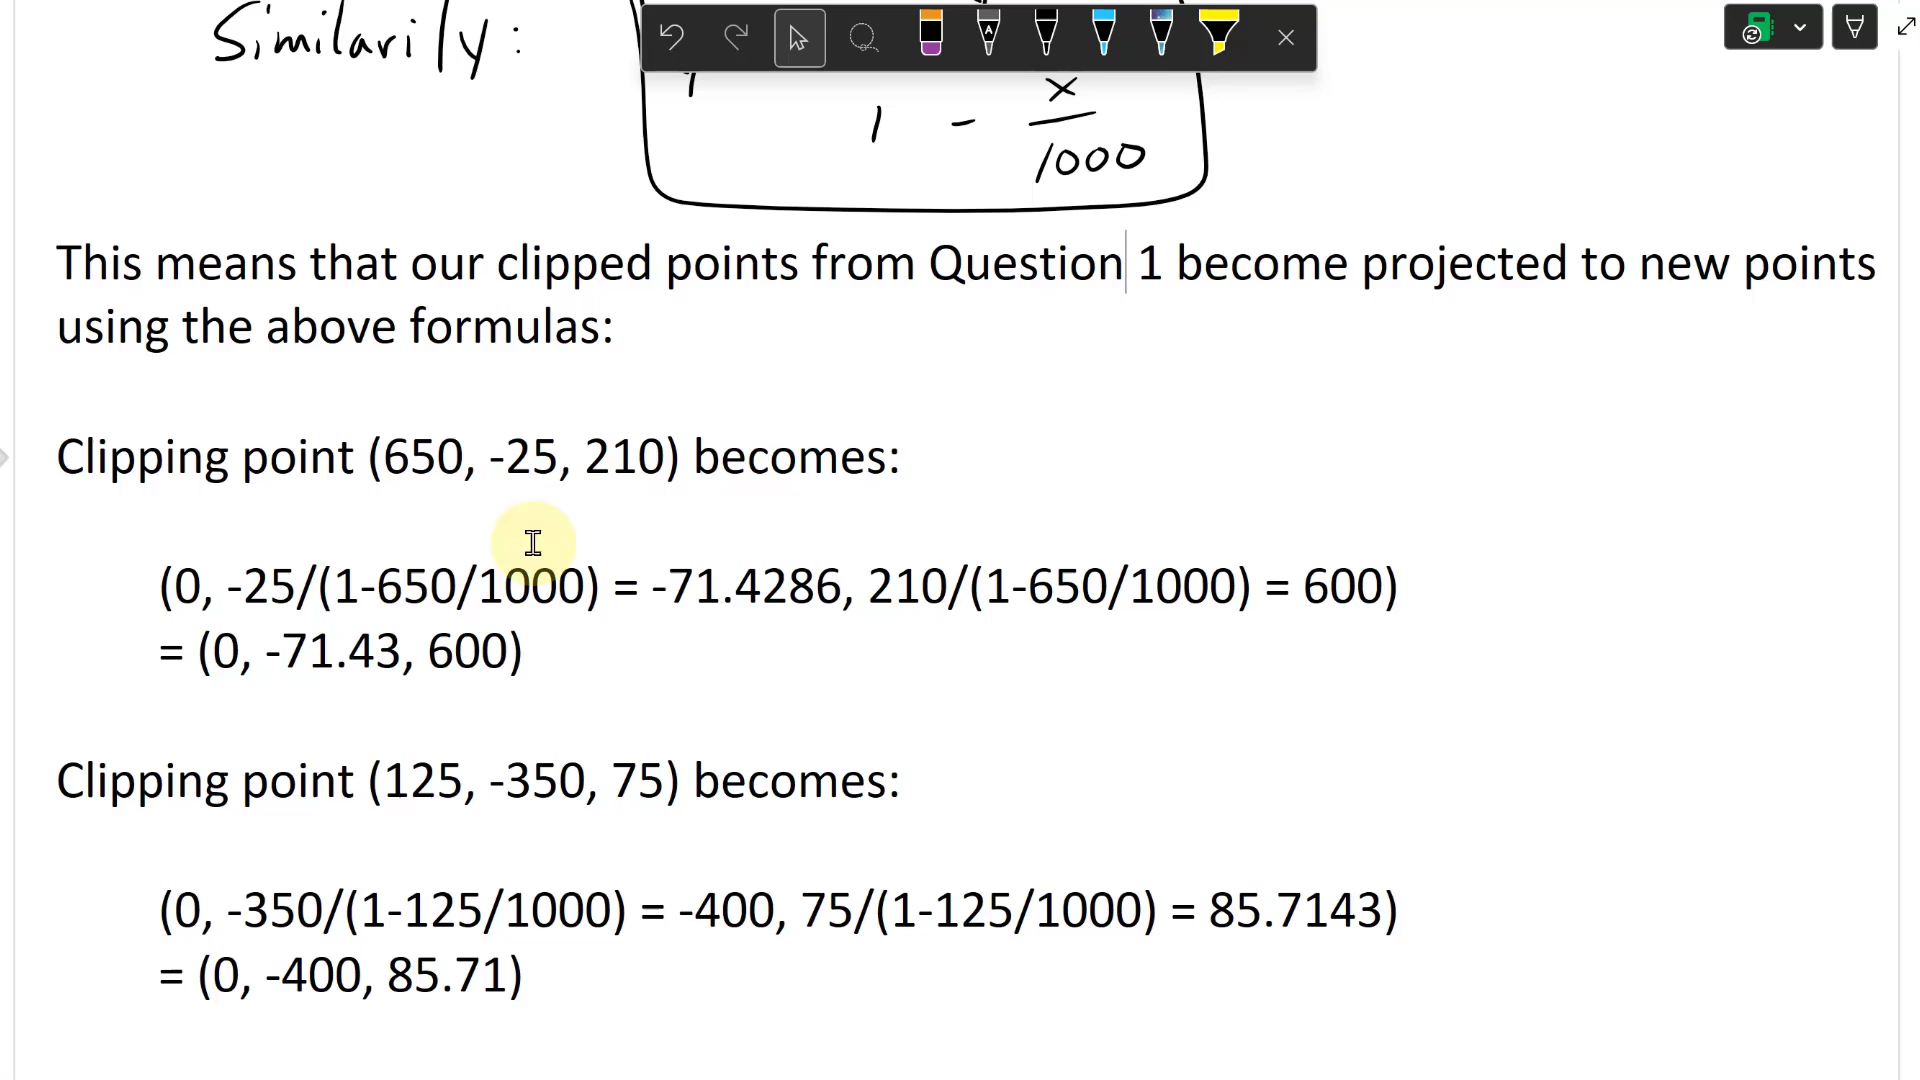 Similarily:
1 - x
1000
This means that our clipped points from Question 1 become projected to new points
using the above formulas:
Clipping point (650, -25, 210) becomes:
(0, -25/(1-650/1000) = -71.4286, 210/(1-650/1000) = 600)
= (0, -71.43, 600)
Clipping point (125, -350, 75) becomes:
(0, -350/(1-125/1000) = -400, 75/(1-125/1000) = 85.7143)
= (0, -400, 85.71)